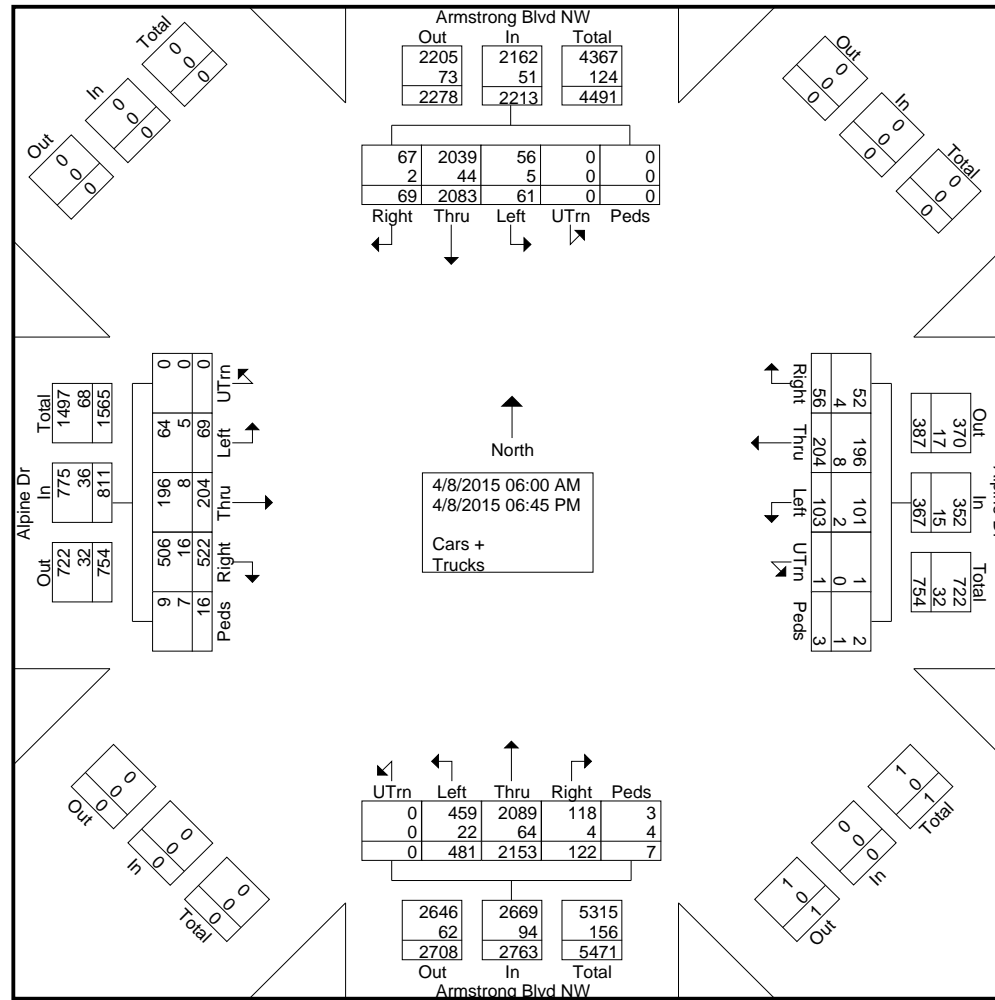 Armstrong Blvd NW
Out In Total
2205 2162 4367
73 51 124
2278 2213 4491
67 2039 56 0 0
2 44 5 0 0
69 2083 61 0 0
Right Thru Left UTrn Peds
Out
0
0
0
In
0
0
0
Total
0
0
0
Out
0
0
0
In
0
0
0
Total
0
0
0
Alpine Dr
Out In Total
722 775 1497
32 36 68
754 811 1565
9 506 196 64 0
7 16 8 5 0
16 522 204 69 0
Peds Right Thru Left UTrn
North
4/8/2015 06:00 AM
4/8/2015 06:45 PM
Cars +
Trucks
Out In Total
370 352 722
17 15 32
387 367 754
52 196 101 1 2
4 8 2 0 1
56 204 103 1 3
Right Thru Left UTrn Peds
UTrn Left Thru Right Peds
0 459 2089 118 3
0 22 64 4 4
0 481 2153 122 7
2646 2669 5315
62 94 156
2708 2763 5471
Out In Total
Armstrong Blvd NW
0
0
0
Out
0
0
0
In
0
0
0
Total
1
0
1
Out
0
0
0
In
1
0
1
Total